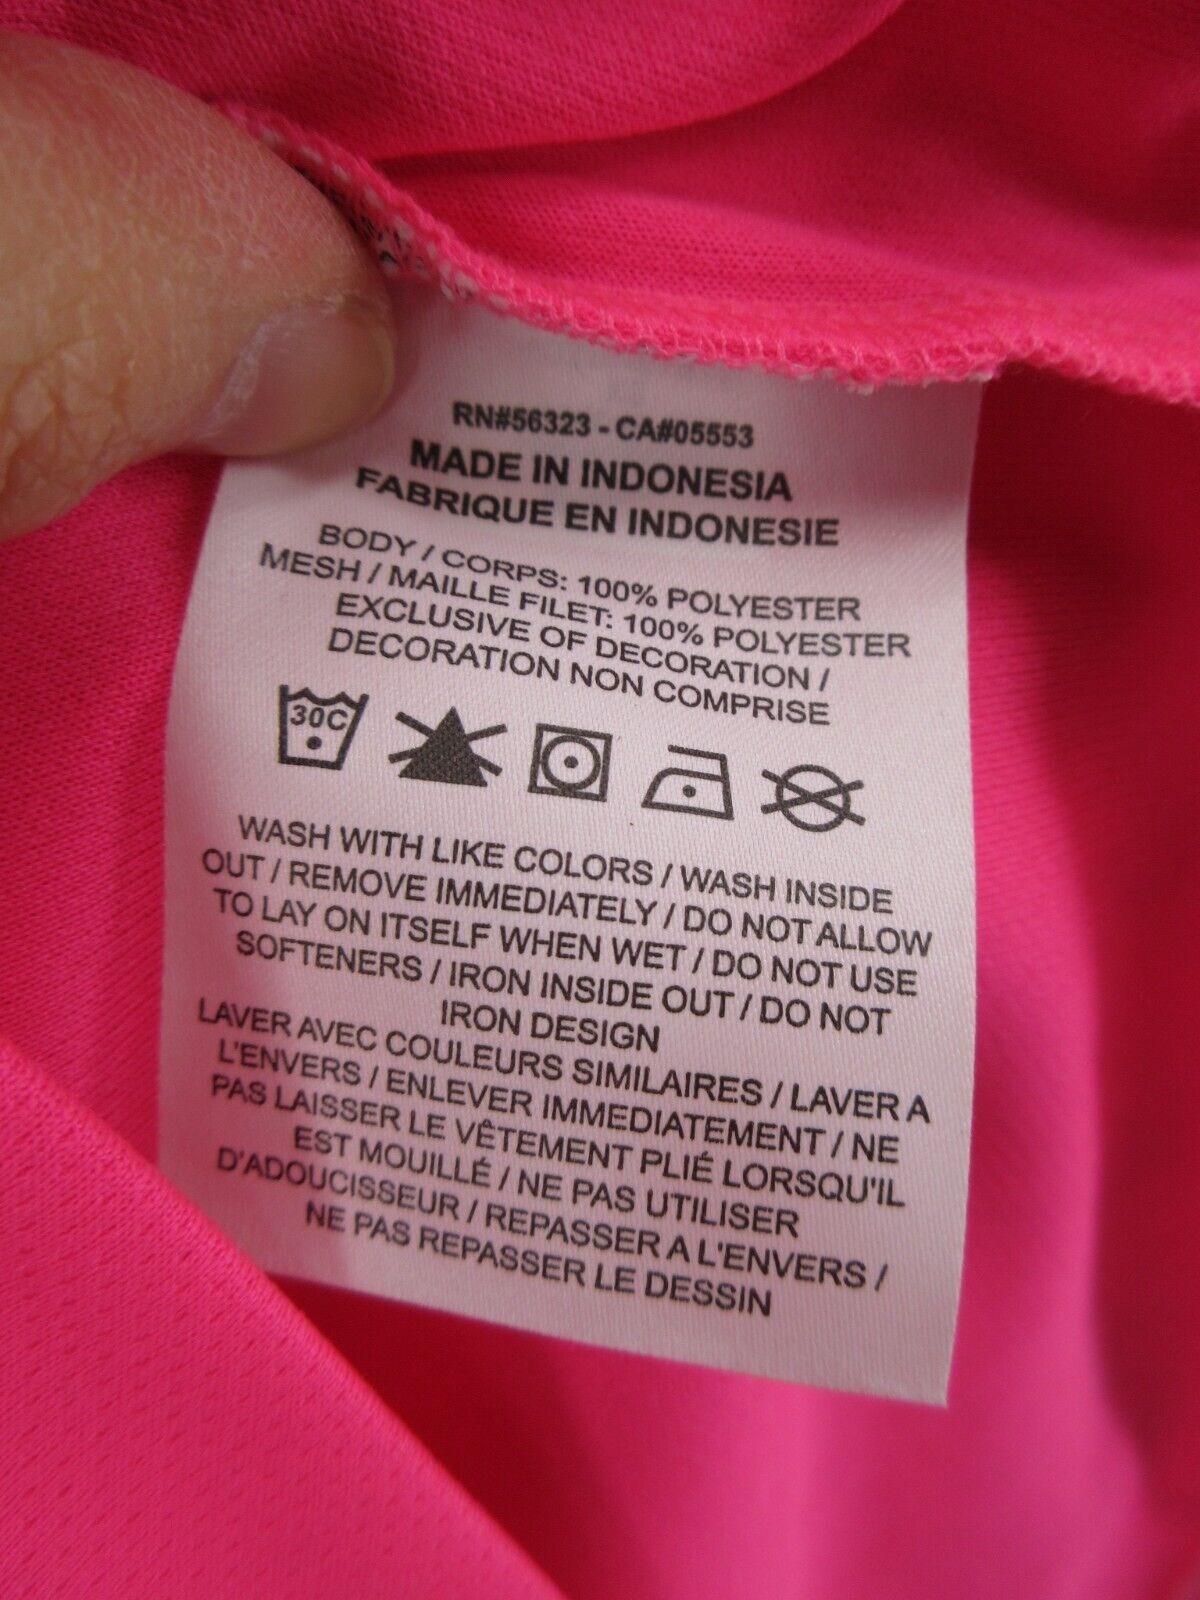 RN#56323 - CA#05553
MADE IN INDONESIA
FABRIQUE EN INDONESIE
BODY / CORPS: 100% POLYESTER
MESH / MAILLE FILET: 100% POLYESTER
EXCLUSIVE OF DECORATION /
DECORATION NON COMPRISE
30C
WASH WITH LIKE COLORS / WASH INSIDE
OUT / REMOVE IMMEDIATELY / DO NOT ALLOW
TO LAY ON ITSELF WHEN WET / DO NOT USE
SOFTENERS / IRON INSIDE OUT / DO NOT
IRON DESIGN
LAVER AVEC COULEURS SIMILAIRES / LAVER A
L'ENVERS / ENLEVER IMMEDIATEMENT / NE
PAS LAISSER LE VÊTEMENT PLIÉ LORSQU'IL
EST MOUILLÉ / NE PAS UTILISER
D'ADOUCISSEUR / REPASSER A L'ENVERS /
NE PAS REPASSER LE DESSIN